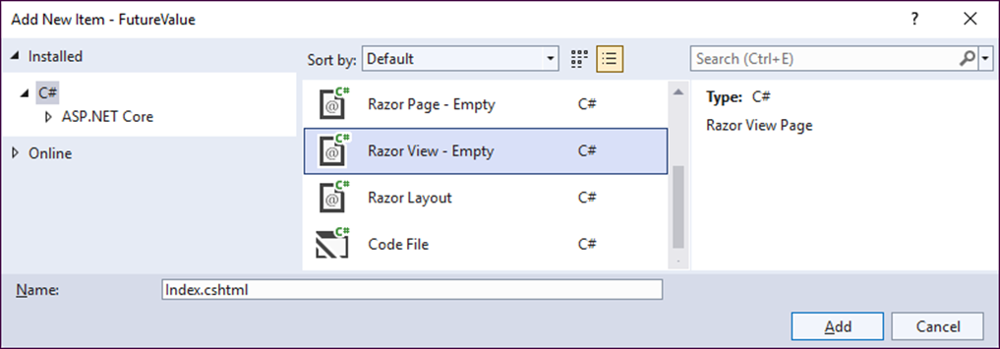 Add New Item - FutureValue ? ×
Installed
C#
ASP.NET Core
Online
Sort by: Default
Search (Ctrl+E)
C#
Razor Page - Empty C#
C#
Razor View - Empty C#
C#
Razor Layout C#
C#
Code File C#
Type: C#
Razor View Page
Name: Index.cshtml
Add Cancel